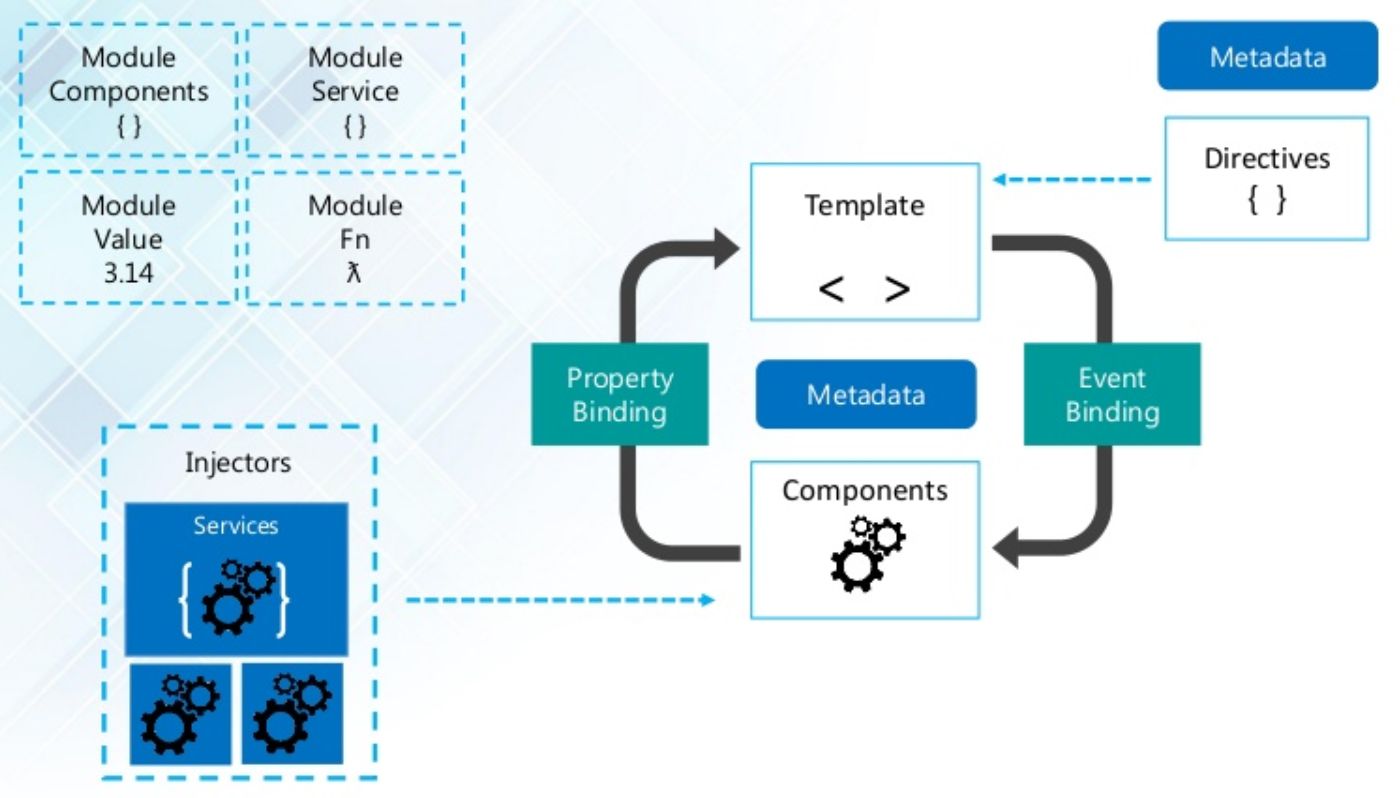 Module
Components
{ }
Module
Service
{ }
Module
Value
3.14
Module
Fn
ƛ
Metadata
Directives
{ }
Template
< >
Property
Binding
Metadata
Event
Binding
Components
Injectors
Services
{ }